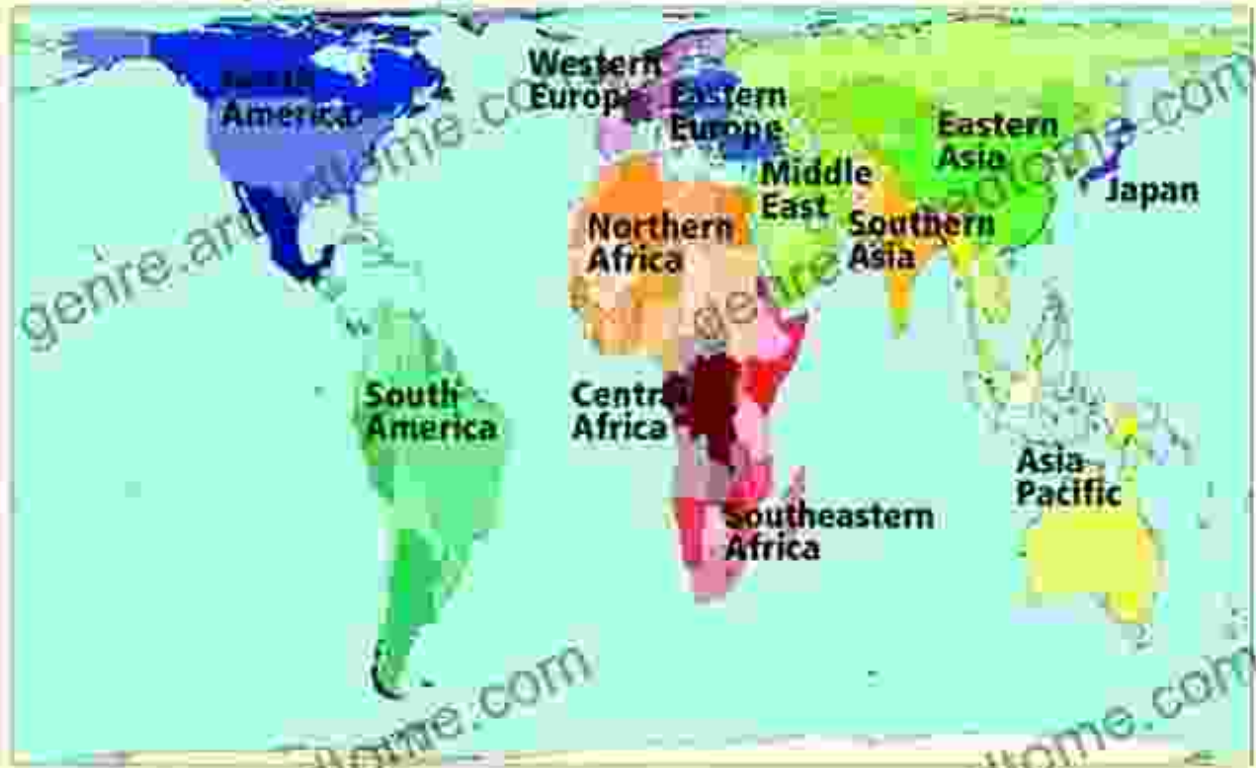 Western
Europe
America
Eastern
Europe
Eastern
Asia
Middle
East
Japan
Northern
Africa
Southern
Asia
South
America
Central
Africa
Asia
Pacific
Southeastern
Africa